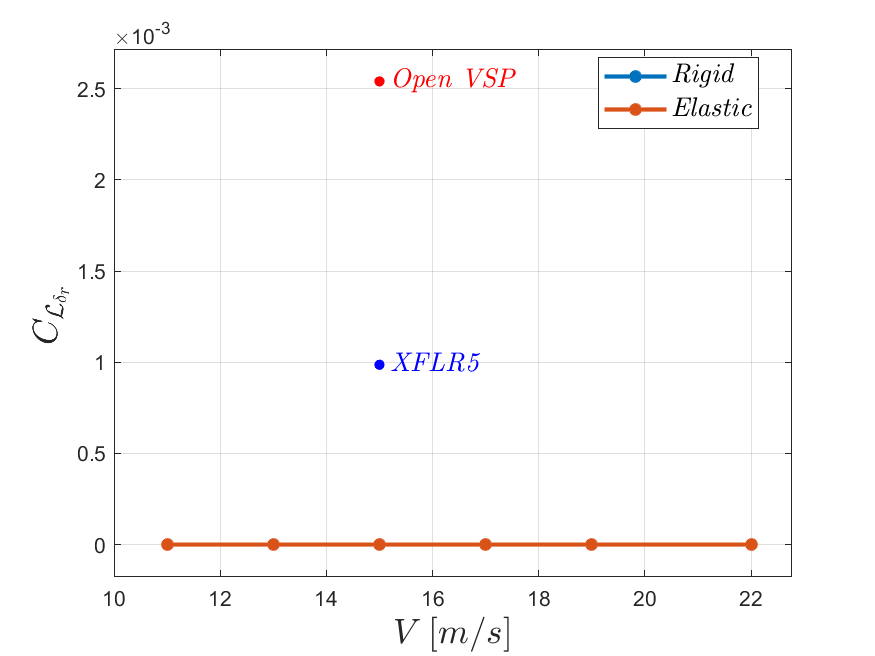 ×10⁻³
Open VSP
Rigid
Elastic
2.5
2
1.5
1
XFLR5
0.5
0
10 12 14 16 18 20 22
V [m/s]
C_{ℒ_{δr}}